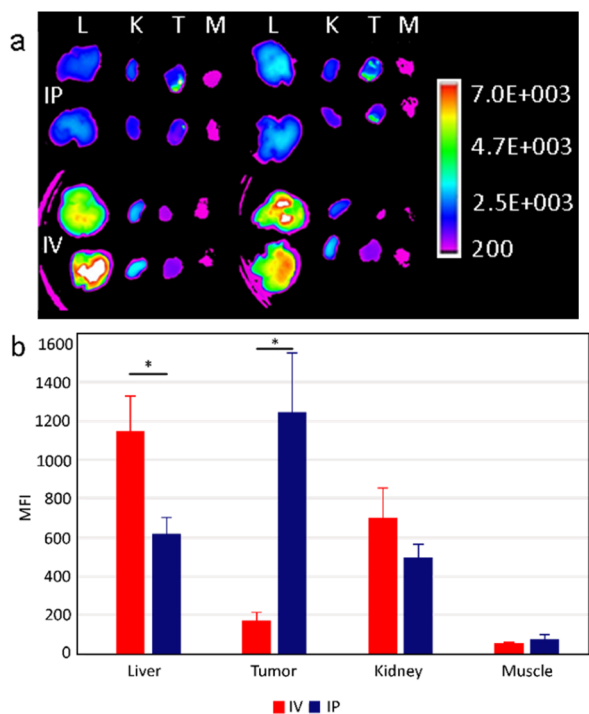 a
L K T M L K T M
IP
IV
7.0E+003
4.7E+003
2.5E+003
200
b
*
*
1600
1400
1200
1000
800
600
400
200
0
MFI
Liver Tumor Kidney Muscle
IV IP